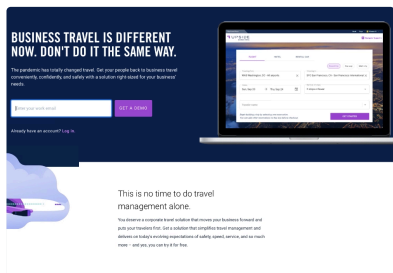 BUSINESS TRAVEL IS DIFFERENT
NOW. DON'T DO IT THE SAME WAY.
The pandemic has totally changed travel. Get your people back to business travel
conveniently, confidently, and safely with a solution right-sized for your business'
needs.
Enter your work email
GET A DEMO
Already have an account? Log in.
UPSIDE
This is no time to do travel
management alone.
You deserve a corporate travel solution that moves your business forward and
puts your travelers first. Get a solution that simplifies travel management and
delivers on today's evolving expectations of safety, speed, service, and so much
more – and yes, you can try it for free.